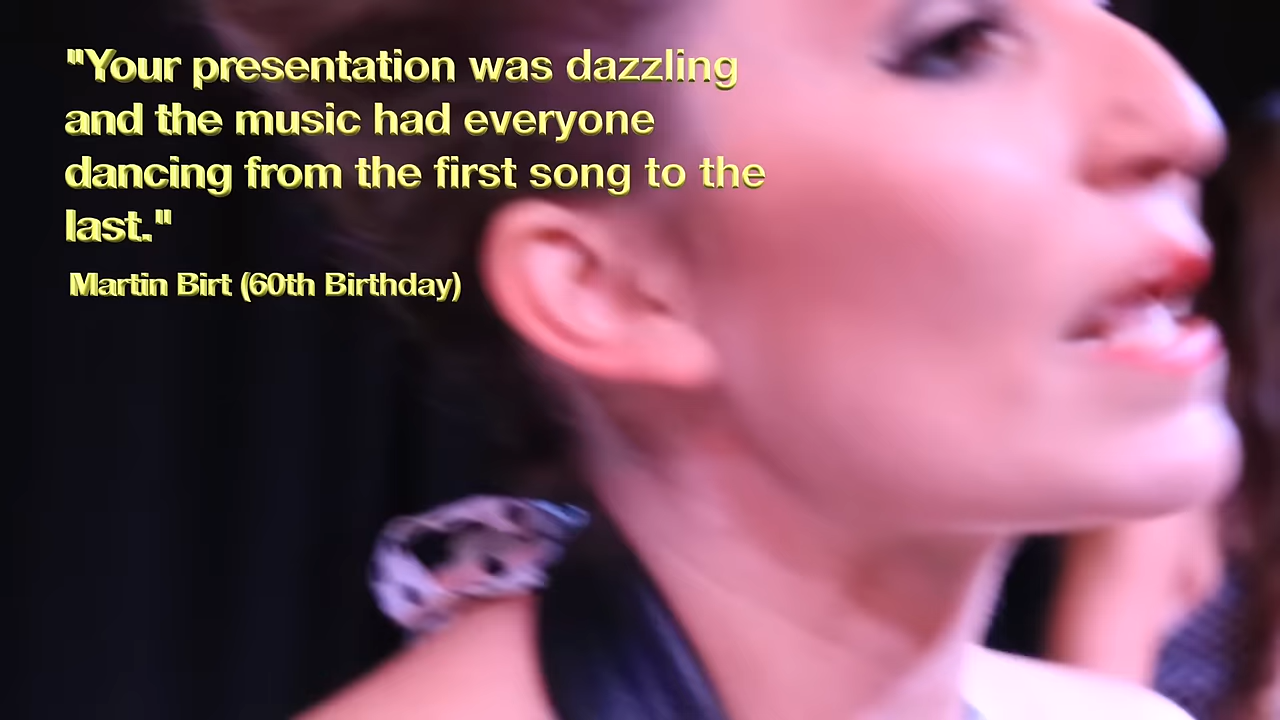 "Your presentation was dazzling
and the music had everyone
dancing from the first song to the
last."
Martin Birt (60th Birthday)